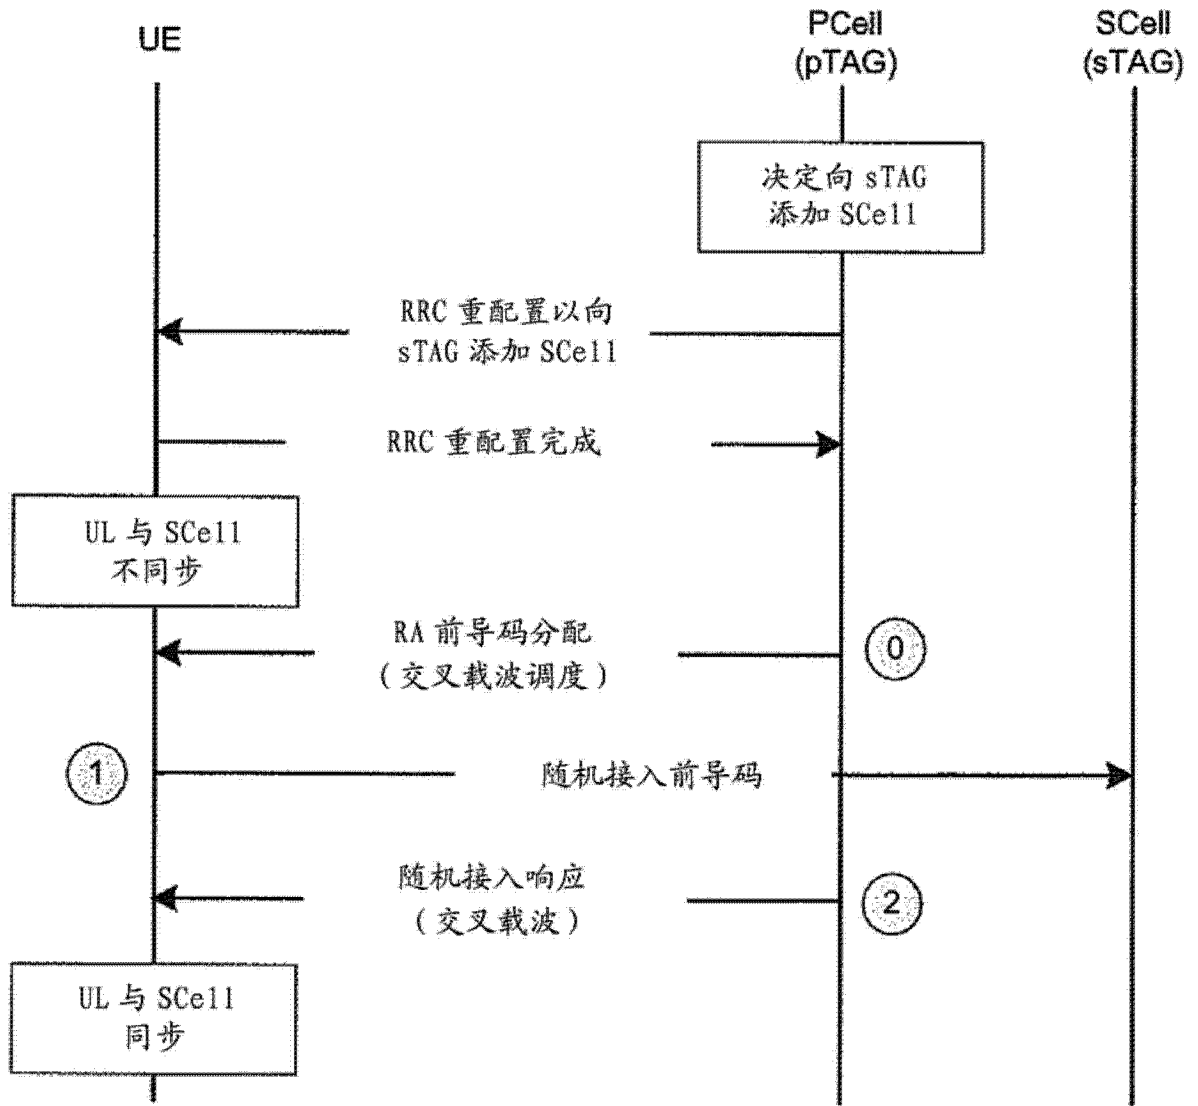 UE
PCell
(pTAG)
SCell
(sTAG)
决定向 sTAG
添加 SCell
RRC 重配置以向
sTAG 添加 SCell
RRC 重配置完成
UL 与 SCell
不同步
RA 前导码分配
(交叉载波调度)
0
1
随机接入前导码
随机接入响应
(交叉载波)
2
UL 与 SCell
同步